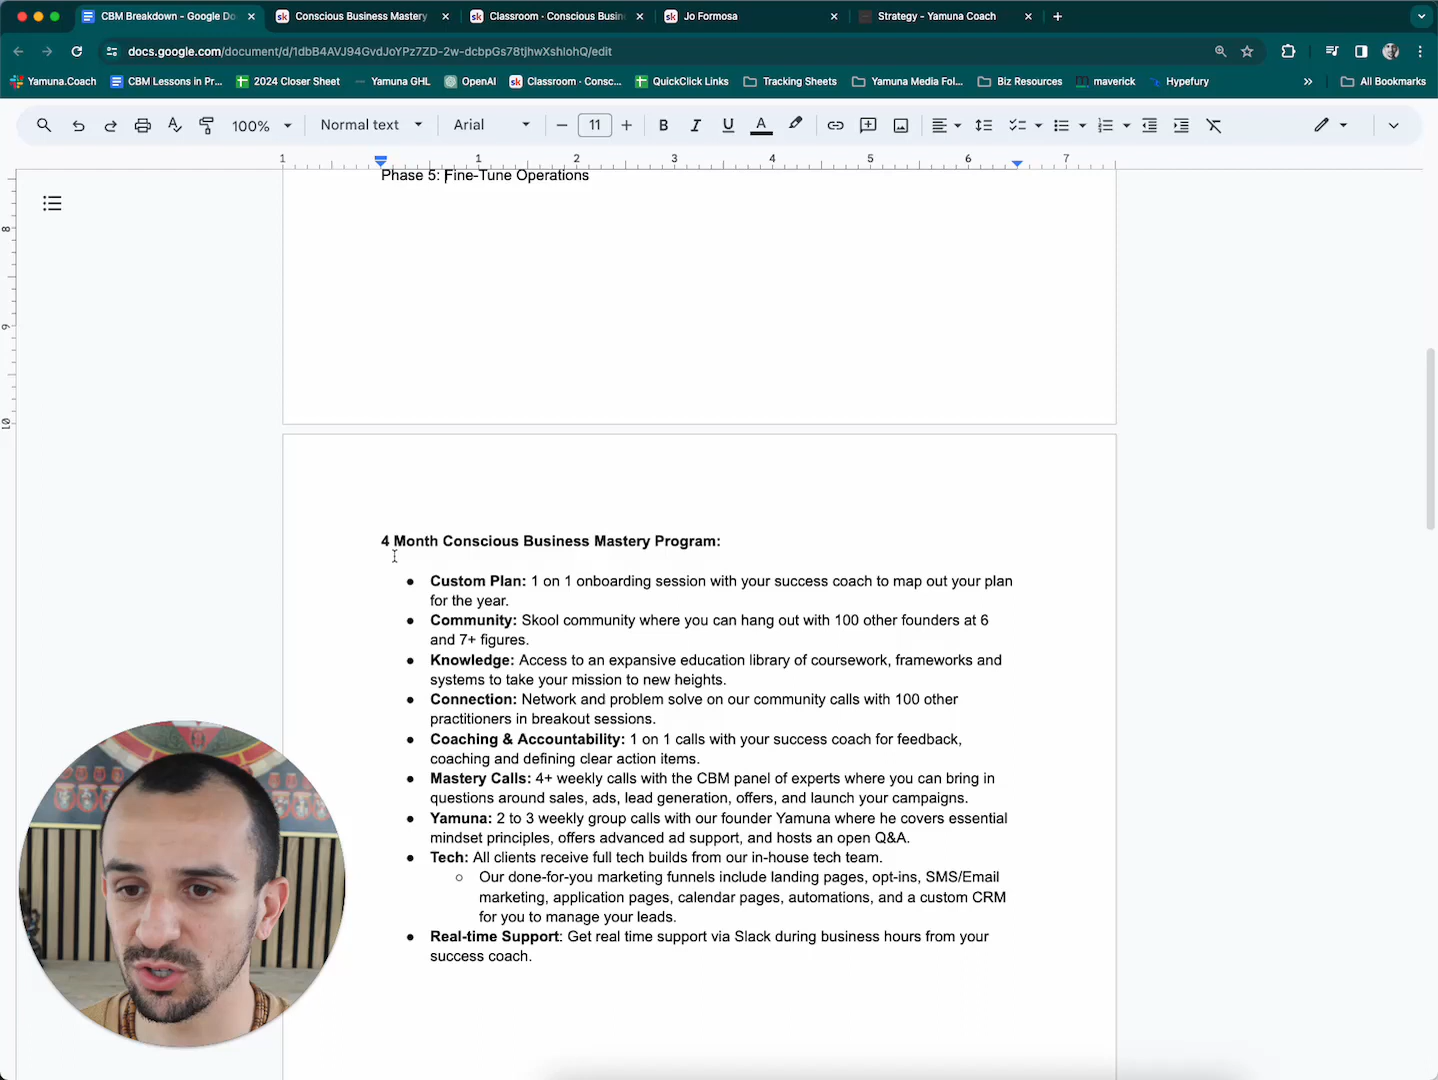 CBM Breakdown - Google Do
Conscious Business Mastery
Classroom · Conscious Busin
Jo Formosa
Strategy - Yamuna Coach
docs.google.com/document/d/1dbB4AVJ94GvdJoYPz7ZD-2w-dcbpGs78tjhwXshIohQ/edit
Yamuna.Coach
CBM Lessons in Pr...
2024 Closer Sheet
Yamuna GHL
OpenAI
Classroom · Consc...
QuickClick Links
Tracking Sheets
Yamuna Media Fol...
Biz Resources
maverick
Hypefury
All Bookmarks
100%
Normal text
Arial
11
1 1 2 3 4 5 6 7
8
9
10
Phase 5: Fine-Tune Operations
4 Month Conscious Business Mastery Program:
● Custom Plan: 1 on 1 onboarding session with your success coach to map out your plan
for the year.
● Community: Skool community where you can hang out with 100 other founders at 6
and 7+ figures.
● Knowledge: Access to an expansive education library of coursework, frameworks and
systems to take your mission to new heights.
● Connection: Network and problem solve on our community calls with 100 other
practitioners in breakout sessions.
● Coaching & Accountability: 1 on 1 calls with your success coach for feedback,
coaching and defining clear action items.
● Mastery Calls: 4+ weekly calls with the CBM panel of experts where you can bring in
questions around sales, ads, lead generation, offers, and launch your campaigns.
● Yamuna: 2 to 3 weekly group calls with our founder Yamuna where he covers essential
mindset principles, offers advanced ad support, and hosts an open Q&A.
● Tech: All clients receive full tech builds from our in-house tech team.
○ Our done-for-you marketing funnels include landing pages, opt-ins, SMS/Email
marketing, application pages, calendar pages, automations, and a custom CRM
for you to manage your leads.
● Real-time Support: Get real time support via Slack during business hours from your
success coach.